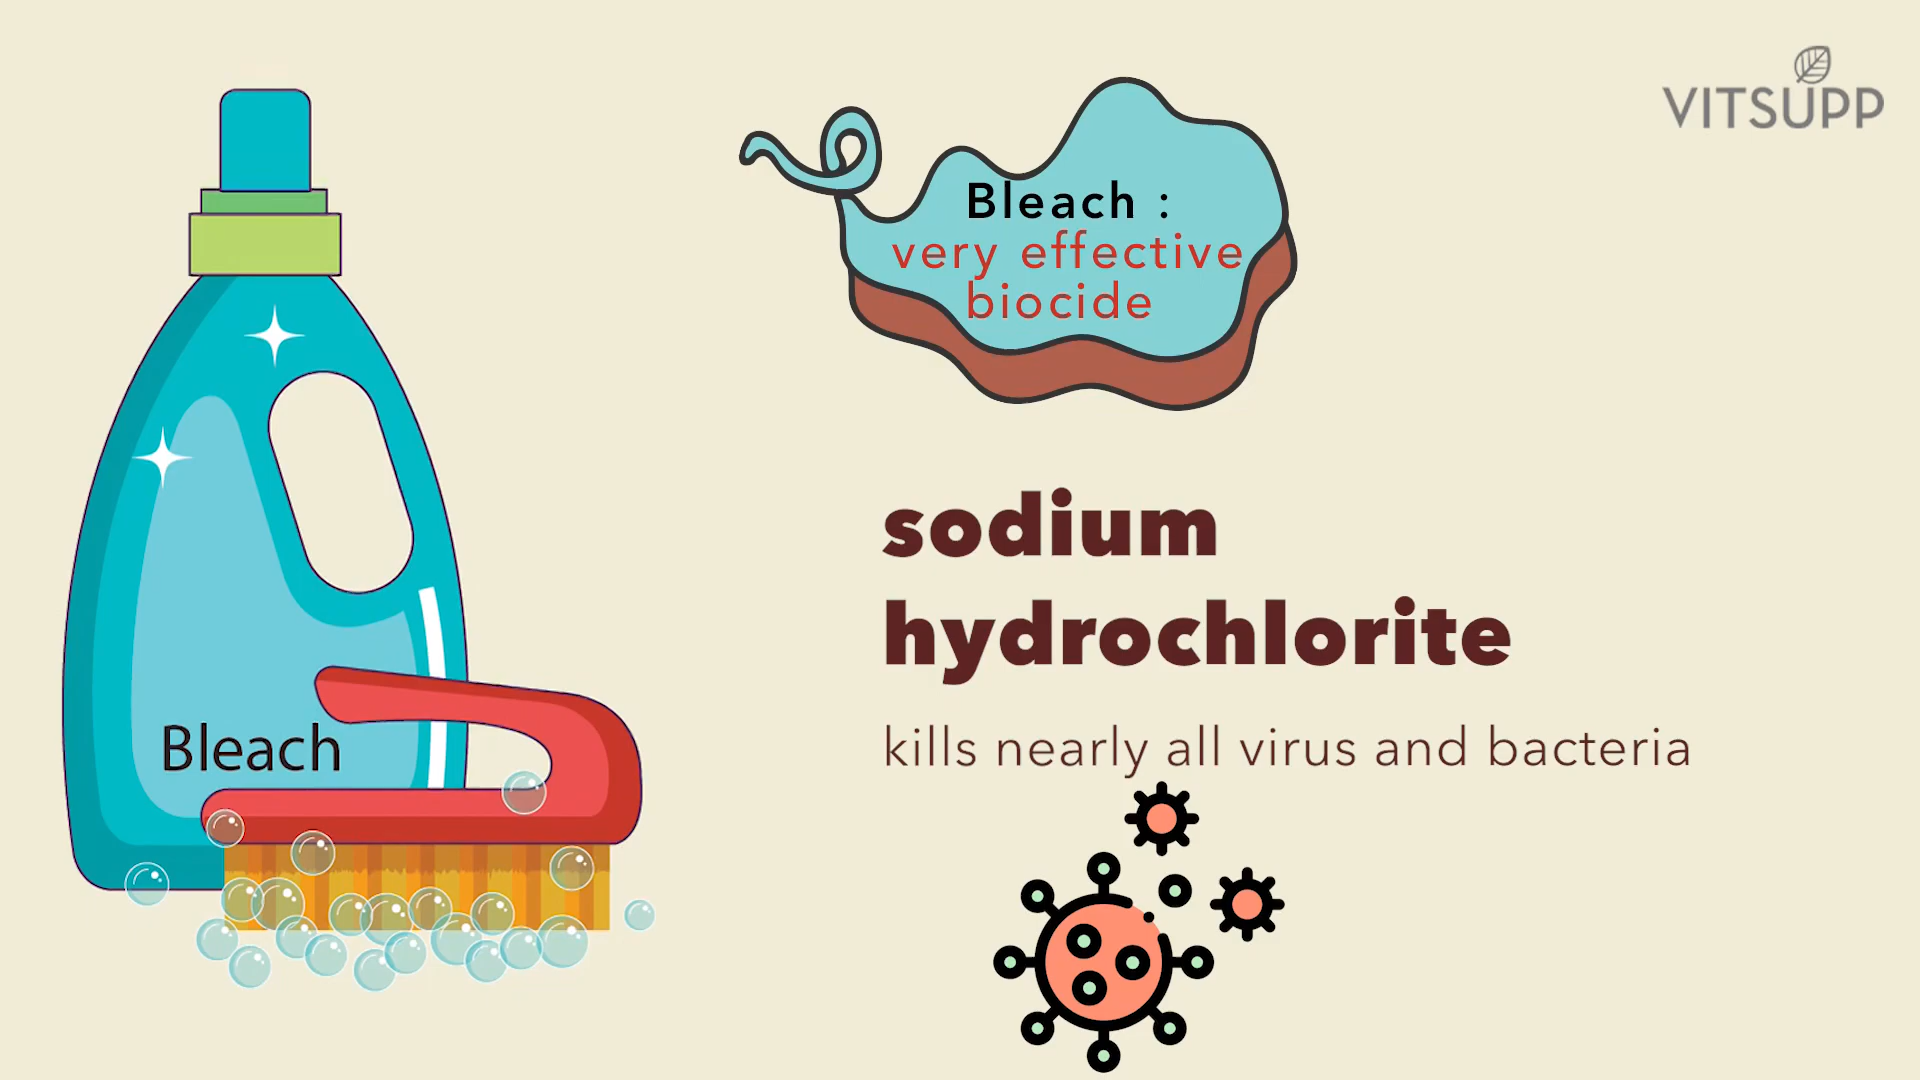 VITSUPP
Bleach :
very effective
biocide
sodium
hydrochlorite
kills nearly all virus and bacteria
Bleach